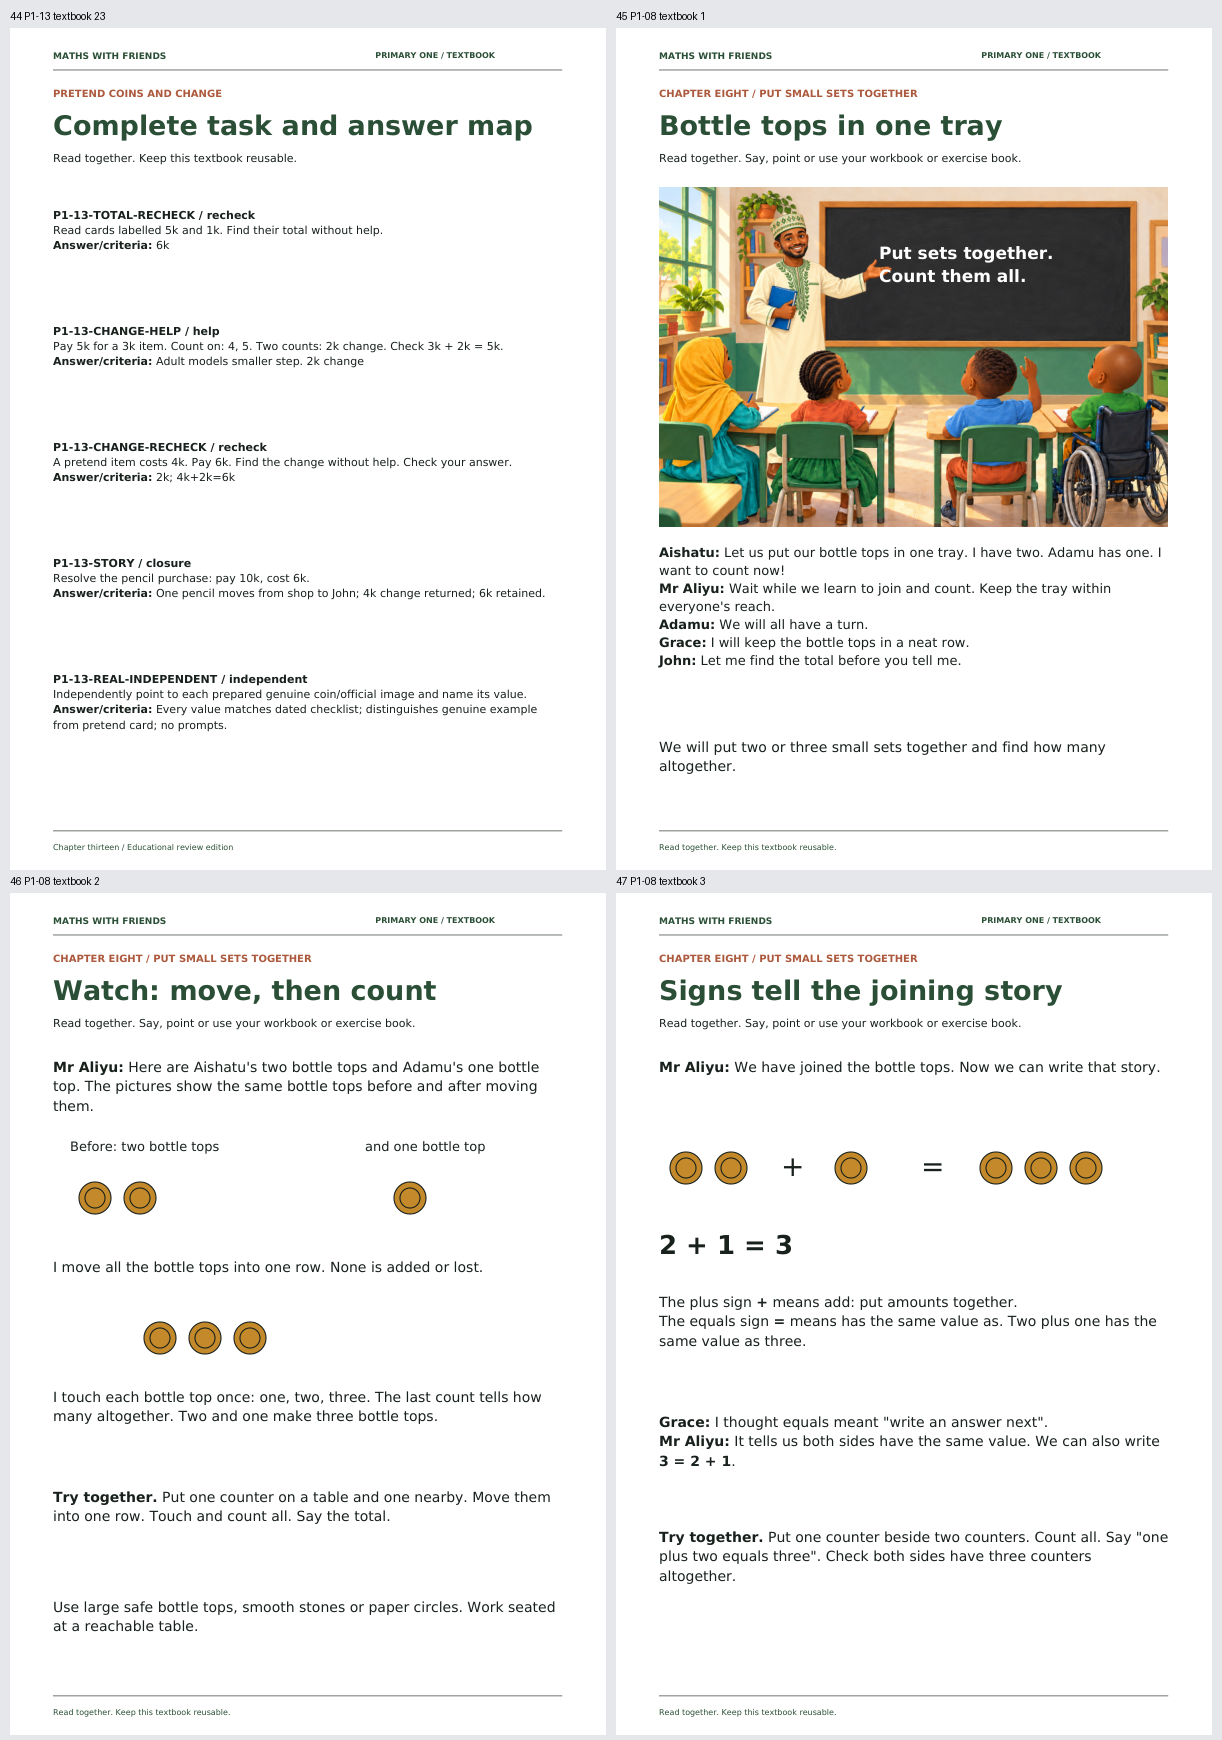 44 P1-13 textbook 23
MATHS WITH FRIENDS
PRIMARY ONE / TEXTBOOK
PRETEND COINS AND CHANGE
Complete task and answer map
Read together. Keep this textbook reusable.
P1-13-TOTAL-RECHECK / recheck
Read cards labelled 5k and 1k. Find their total without help.
Answer/criteria: 6k
P1-13-CHANGE-HELP / help
Pay 5k for a 3k item. Count on: 4, 5. Two counts: 2k change. Check 3k + 2k = 5k.
Answer/criteria: Adult models smaller step. 2k change
P1-13-CHANGE-RECHECK / recheck
A pretend item costs 4k. Pay 6k. Find the change without help. Check your answer.
Answer/criteria: 2k; 4k+2k=6k
P1-13-STORY / closure
Resolve the pencil purchase: pay 10k, cost 6k.
Answer/criteria: One pencil moves from shop to John; 4k change returned; 6k retained.
P1-13-REAL-INDEPENDENT / independent
Independently point to each prepared genuine coin/official image and name its value.
Answer/criteria: Every value matches dated checklist; distinguishes genuine example
from pretend card; no prompts.
Chapter thirteen / Educational review edition
45 P1-08 textbook 1
MATHS WITH FRIENDS
PRIMARY ONE / TEXTBOOK
CHAPTER EIGHT / PUT SMALL SETS TOGETHER
Bottle tops in one tray
Read together. Say, point or use your workbook or exercise book.
Put sets together.
Count them all.
Aishatu: Let us put our bottle tops in one tray. I have two. Adamu has one. I
want to count now!
Mr Aliyu: Wait while we learn to join and count. Keep the tray within
everyone's reach.
Adamu: We will all have a turn.
Grace: I will keep the bottle tops in a neat row.
John: Let me find the total before you tell me.
We will put two or three small sets together and find how many
altogether.
Read together. Keep this textbook reusable.
46 P1-08 textbook 2
MATHS WITH FRIENDS
PRIMARY ONE / TEXTBOOK
CHAPTER EIGHT / PUT SMALL SETS TOGETHER
Watch: move, then count
Read together. Say, point or use your workbook or exercise book.
Mr Aliyu: Here are Aishatu's two bottle tops and Adamu's one bottle
top. The pictures show the same bottle tops before and after moving
them.
Before: two bottle tops
and one bottle top
I move all the bottle tops into one row. None is added or lost.
I touch each bottle top once: one, two, three. The last count tells how
many altogether. Two and one make three bottle tops.
Try together. Put one counter on a table and one nearby. Move them
into one row. Touch and count all. Say the total.
Use large safe bottle tops, smooth stones or paper circles. Work seated
at a reachable table.
Read together. Keep this textbook reusable.
47 P1-08 textbook 3
MATHS WITH FRIENDS
PRIMARY ONE / TEXTBOOK
CHAPTER EIGHT / PUT SMALL SETS TOGETHER
Signs tell the joining story
Read together. Say, point or use your workbook or exercise book.
Mr Aliyu: We have joined the bottle tops. Now we can write that story.
+ =
2 + 1 = 3
The plus sign + means add: put amounts together.
The equals sign = means has the same value as. Two plus one has the
same value as three.
Grace: I thought equals meant "write an answer next".
Mr Aliyu: It tells us both sides have the same value. We can also write
3 = 2 + 1.
Try together. Put one counter beside two counters. Count all. Say "one
plus two equals three". Check both sides have three counters
altogether.
Read together. Keep this textbook reusable.